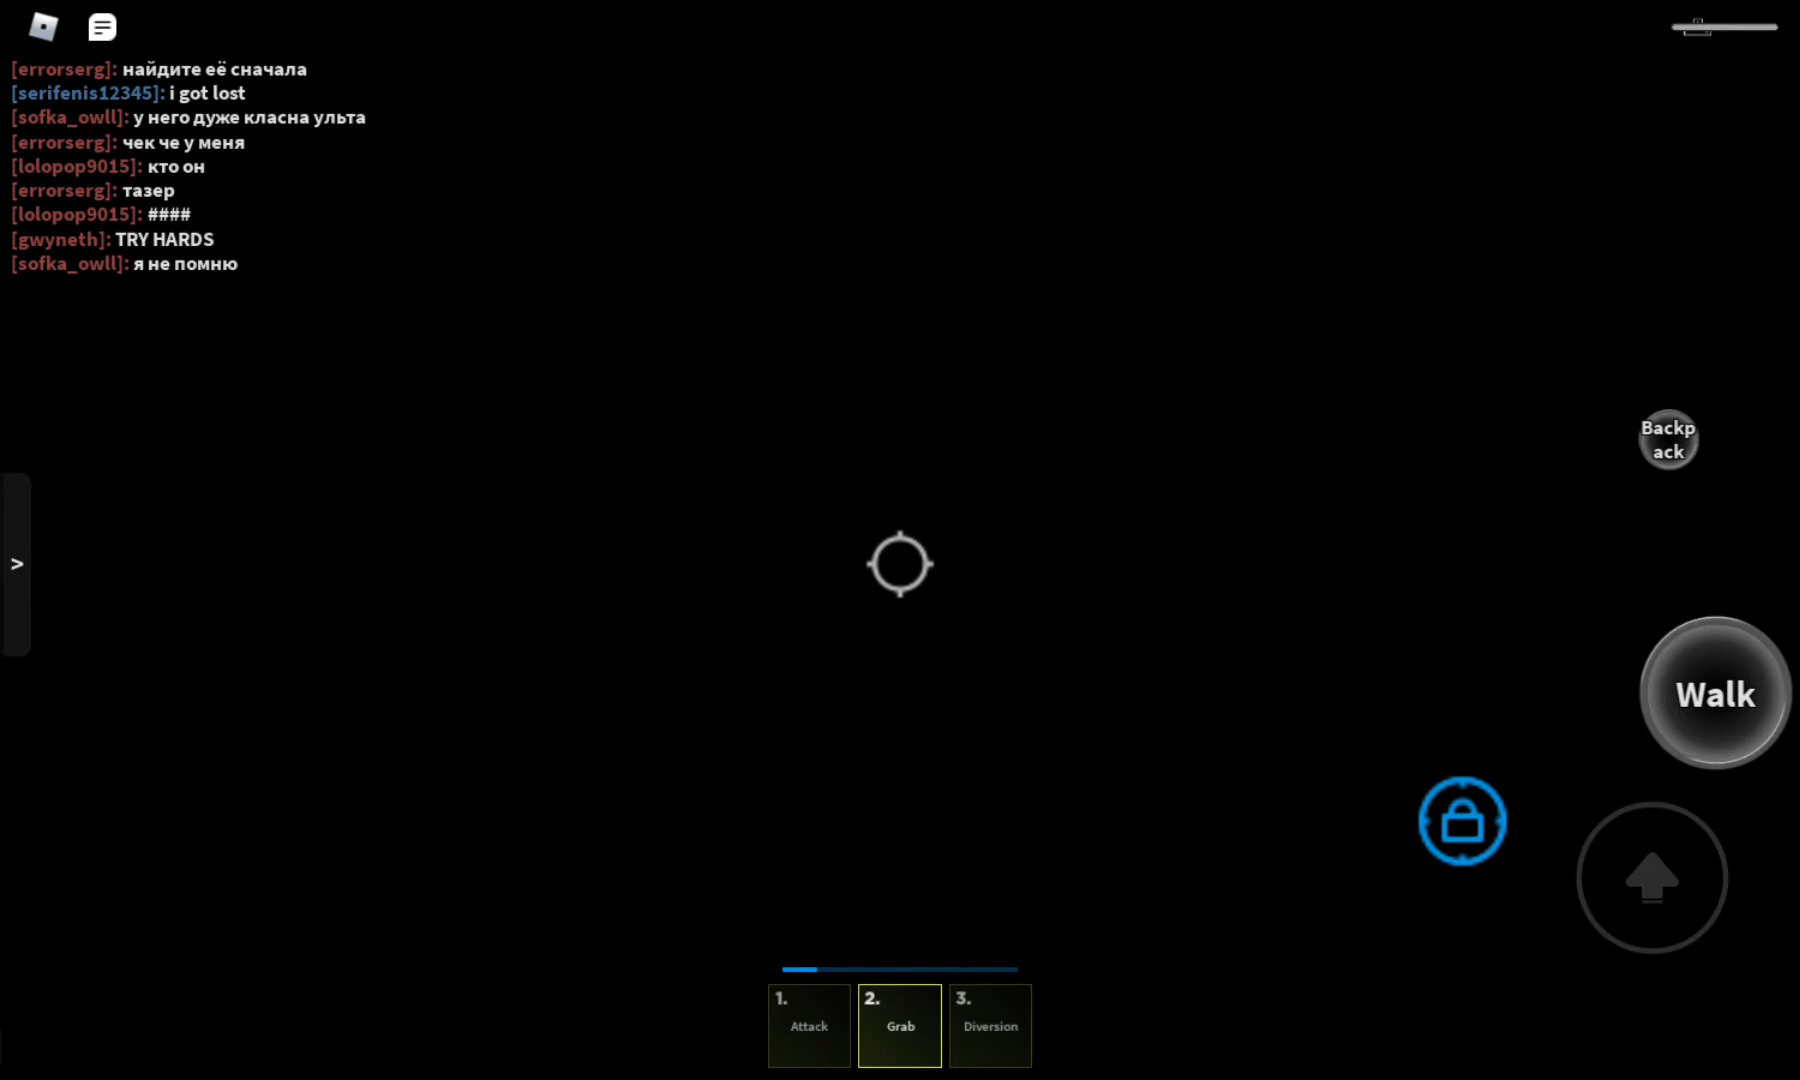 [errorserg]: найдите её сначала
[serifenis12345]: i got lost
[sofka_owll]: у него дуже класна ульта
[errorserg]: чек че у меня
[lolopop9015]: кто он
[errorserg]: тазер
[lolopop9015]: ####
[gwyneth]: TRY HARDS
[sofka_owll]: я не помню
Backp
ack
>
Walk
1. 2. 3.
Attack Grab Diversion